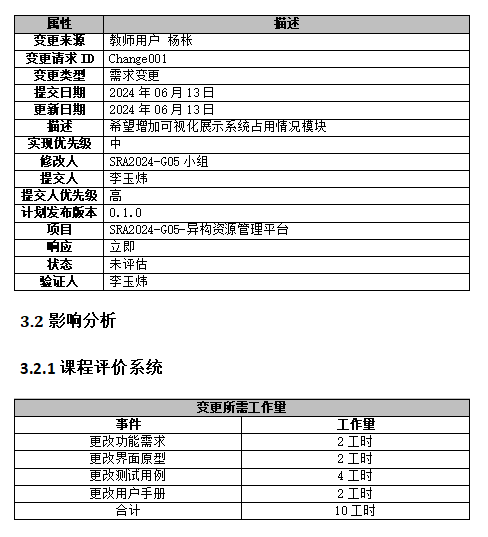 属性 描述
变更来源 教师用户 杨枨
变更请求 ID Change001
变更类型 需求变更
提交日期 2024 年 06 月 13 日
更新日期 2024 年 06 月 13 日
描述 希望增加可视化展示系统占用情况模块
实现优先级 中
修改人 SRA2024-G05 小组
提交人 李玉炜
提交人优先级 高
计划发布版本 0.1.0
项目 SRA2024-G05-异构资源管理平台
响应 立即
状态 未评估
验证人 李玉炜
3.2 影响分析
3.2.1 课程评价系统
变更所需工作量
事件 工作量
更改功能需求 2 工时
更改界面原型 2 工时
更改测试用例 4 工时
更改用户手册 2 工时
合计 10 工时